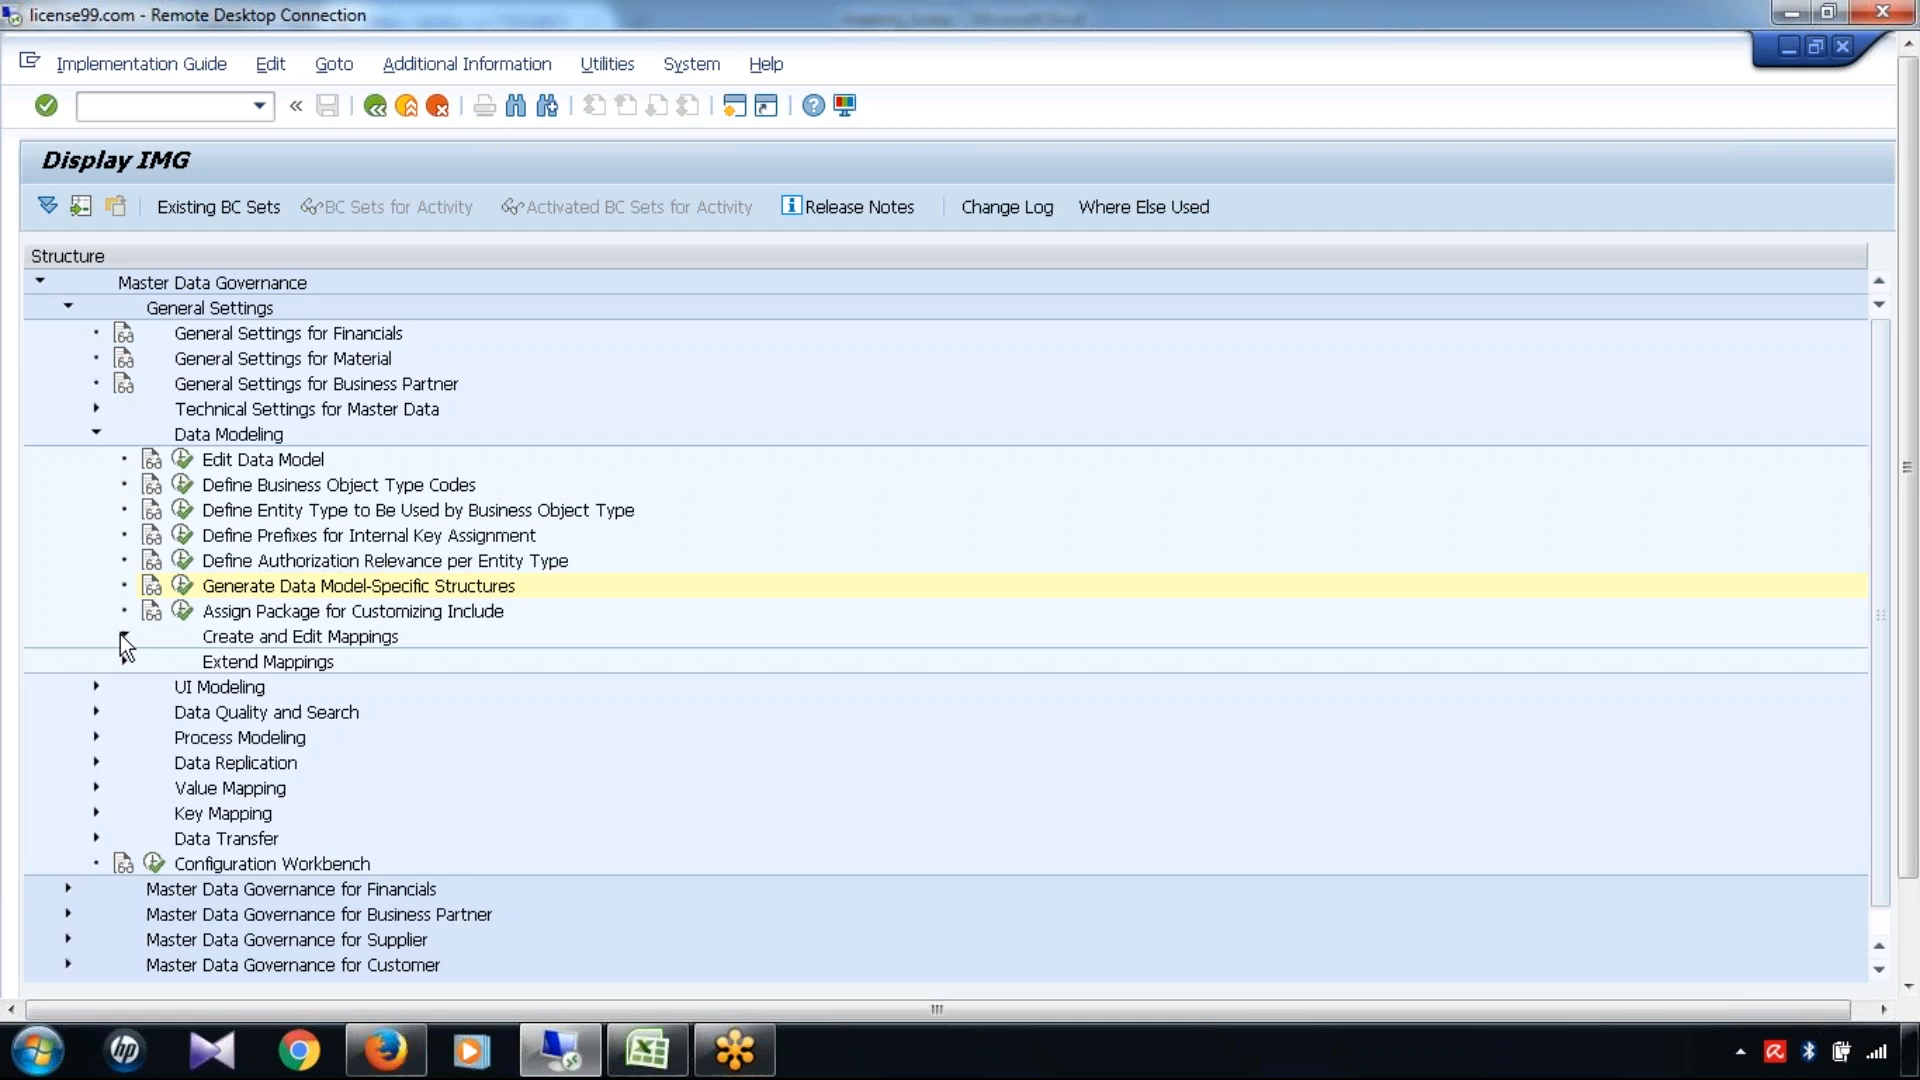 license99.com - Remote Desktop Connection
Implementation Guide Edit Goto Additional Information Utilities System Help
Display IMG
Existing BC Sets BC Sets for Activity Activated BC Sets for Activity Release Notes Change Log Where Else Used
Structure
Master Data Governance
General Settings
General Settings for Financials
General Settings for Material
General Settings for Business Partner
Technical Settings for Master Data
Data Modeling
Edit Data Model
Define Business Object Type Codes
Define Entity Type to Be Used by Business Object Type
Define Prefixes for Internal Key Assignment
Define Authorization Relevance per Entity Type
Generate Data Model-Specific Structures
Assign Package for Customizing Include
Create and Edit Mappings
Extend Mappings
UI Modeling
Data Quality and Search
Process Modeling
Data Replication
Value Mapping
Key Mapping
Data Transfer
Configuration Workbench
Master Data Governance for Financials
Master Data Governance for Business Partner
Master Data Governance for Supplier
Master Data Governance for Customer